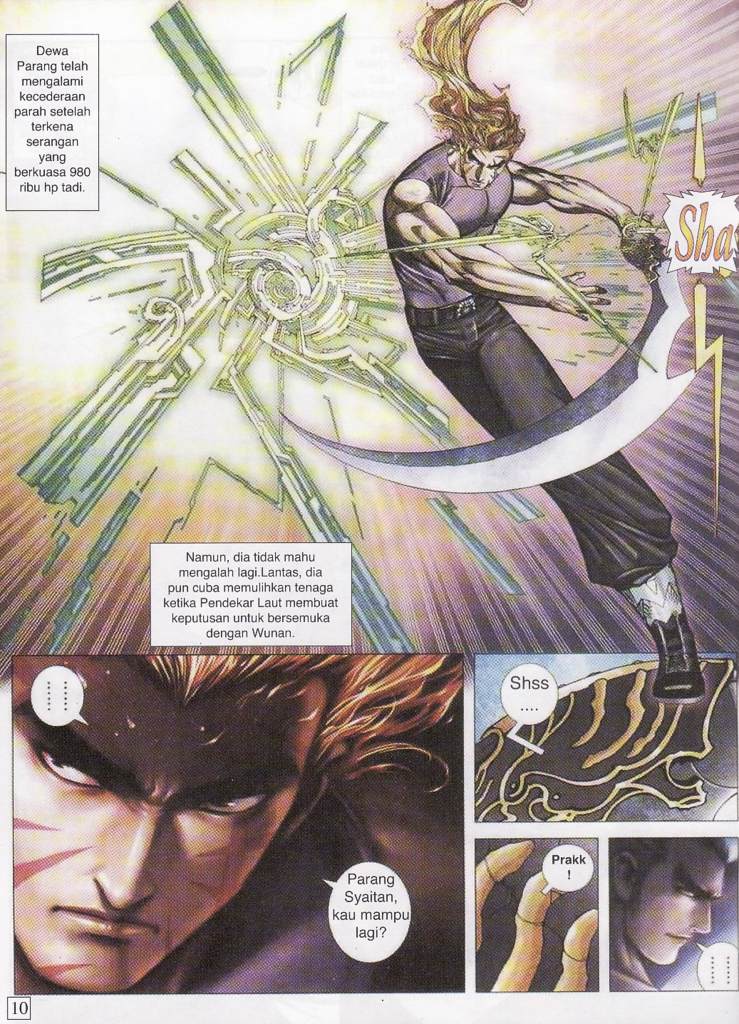 Dewa
Parang telah
mengalami
kecederaan
parah setelah
terkena
serangan
yang
berkuasa 980
ribu hp tadi.
Sha
Namun, dia tidak mahu
mengalah lagi.Lantas, dia
pun cuba memulihkan tenaga
ketika Pendekar Laut membuat
keputusan untuk bersemuka
dengan Wunan.
Shss
....
Parang
Syaitan,
kau mampu
lagi?
Prakk
!
10